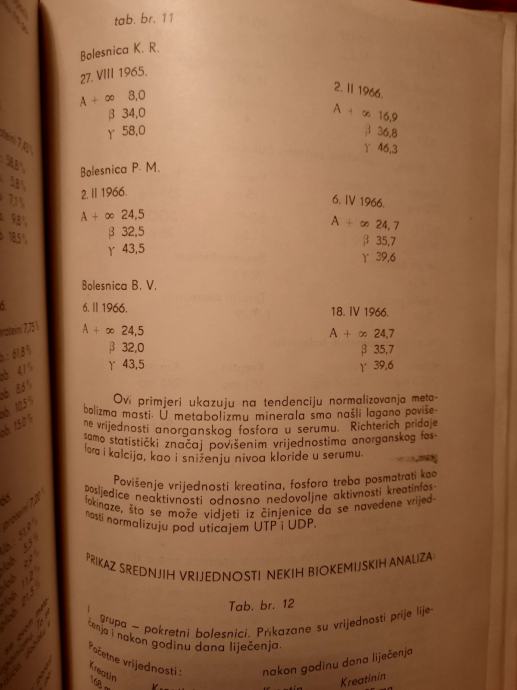 tab. br. 11
Bolesnica K. R.
27. VIII 1965.
A + ∞ 8,0
β 34,0
γ 58,0
2. II 1966.
A + ∞ 16,9
β 36,8
γ 46,3
Bolesnica P. M.
2. II 1966.
A + ∞ 24,5
β 32,5
γ 43,5
6. IV 1966.
A + ∞ 24,7
β 35,7
γ 39,6
Bolesnica B. V.
6. II 1966.
A + ∞ 24,5
β 32,0
γ 43,5
18. IV 1966.
A + ∞ 24,7
β 35,7
γ 39,6
Ovi primjeri ukazuju na tendenciju normalizovanja meta-
bolizma masti. U metabolizmu minerala smo našli lagano poviše-
ne vrijednosti anorganskog fosfora u serumu. Richterich pridaje
samo statistički značaj povišenim vrijednostima anorganskog fos-
fora i kalcija, kao i sniženju nivoa kloride u serumu.
Povišenje vrijednosti kreatina, fosfora treba posmatrati kao
posljedice neaktivnosti odnosno nedovoljne aktivnosti kreatinfos-
fokinaze, što se može vidjeti iz činjenice da se navedene vrijed-
nosti normalizuju pod uticajem UTP i UDP.
PRIKAZ SREDNJIH VRIJEDNOSTI NEKIH BIOKEMIJSKIH ANALIZA:
Tab. br. 12
I grupa – pokretni bolesnici. Prikazane su vrijednosti prije lije-
čenja i nakon godinu dana liječenja.
Početne vrijednosti: nakon godinu dana liječenja
Kreatin Kreatinin Kreatin Kreatinin
168